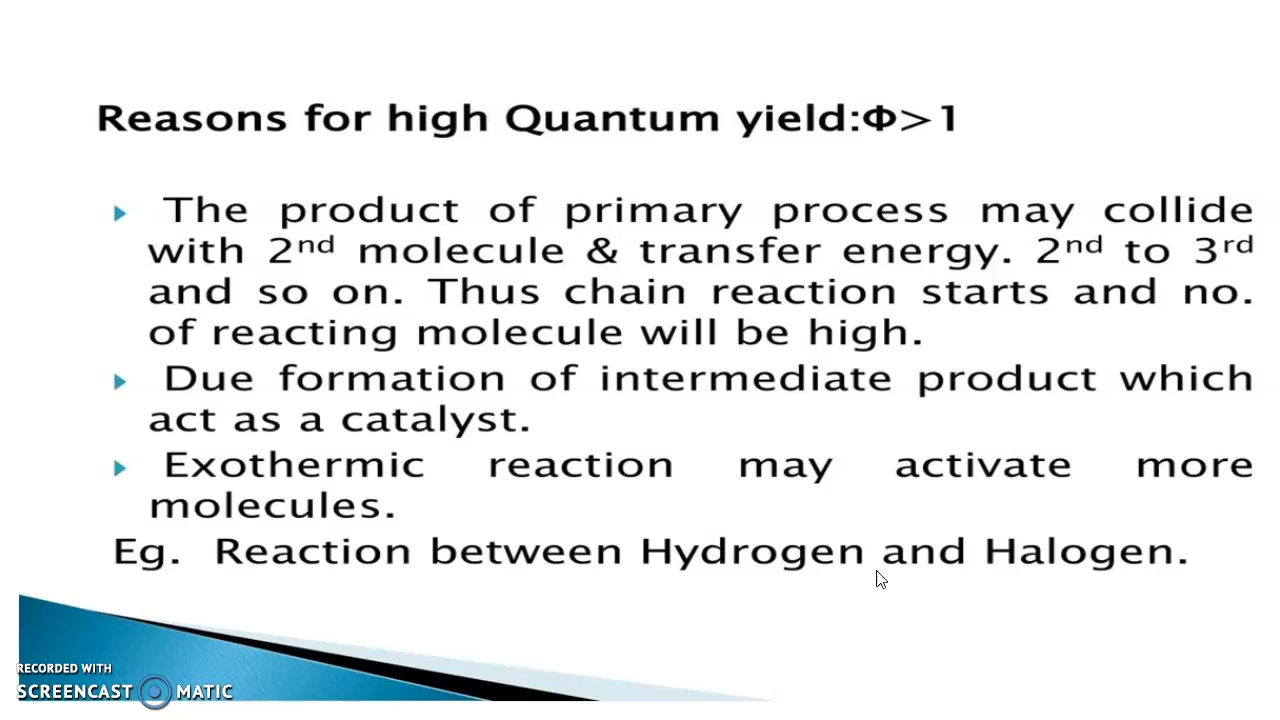 Reasons for high Quantum yield:Φ>1
The product of primary process may collide
with 2nd molecule & transfer energy. 2nd to 3rd
and so on. Thus chain reaction starts and no.
of reacting molecule will be high.
Due formation of intermediate product which
act as a catalyst.
Exothermic reaction may activate more
molecules.
Eg. Reaction between Hydrogen and Halogen.
RECORDED WITH
SCREENCAST MATIC